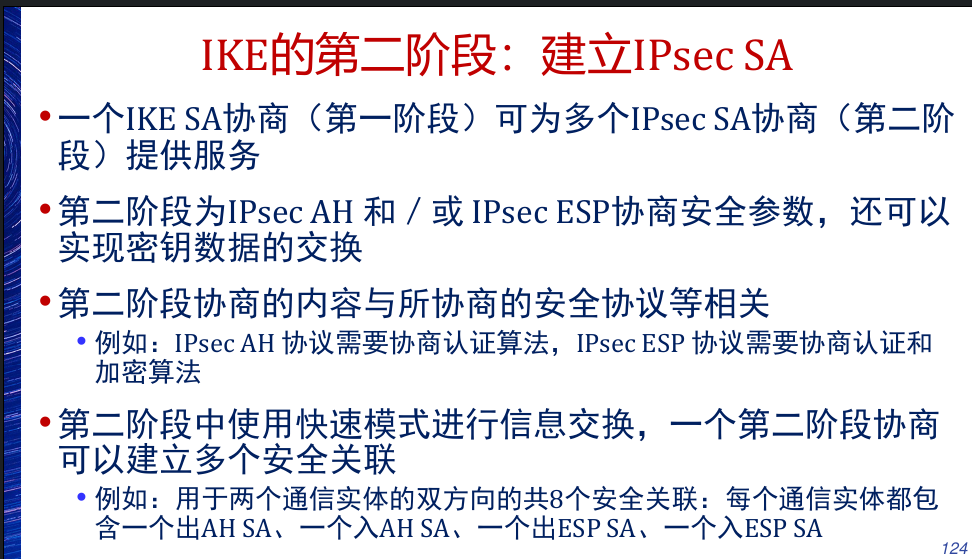 IKE的第二阶段：建立IPsec SA
•一个IKE SA协商（第一阶段）可为多个IPsec SA协商（第二阶
段）提供服务
•第二阶段为IPsec AH 和／或 IPsec ESP协商安全参数，还可以
实现密钥数据的交换
•第二阶段协商的内容与所协商的安全协议等相关
•例如：IPsec AH 协议需要协商认证算法，IPsec ESP 协议需要协商认证和
加密算法
•第二阶段中使用快速模式进行信息交换，一个第二阶段协商
可以建立多个安全关联
•例如：用于两个通信实体的双方向的共8个安全关联：每个通信实体都包
含一个出AH SA、一个入AH SA、一个出ESP SA、一个入ESP SA
124